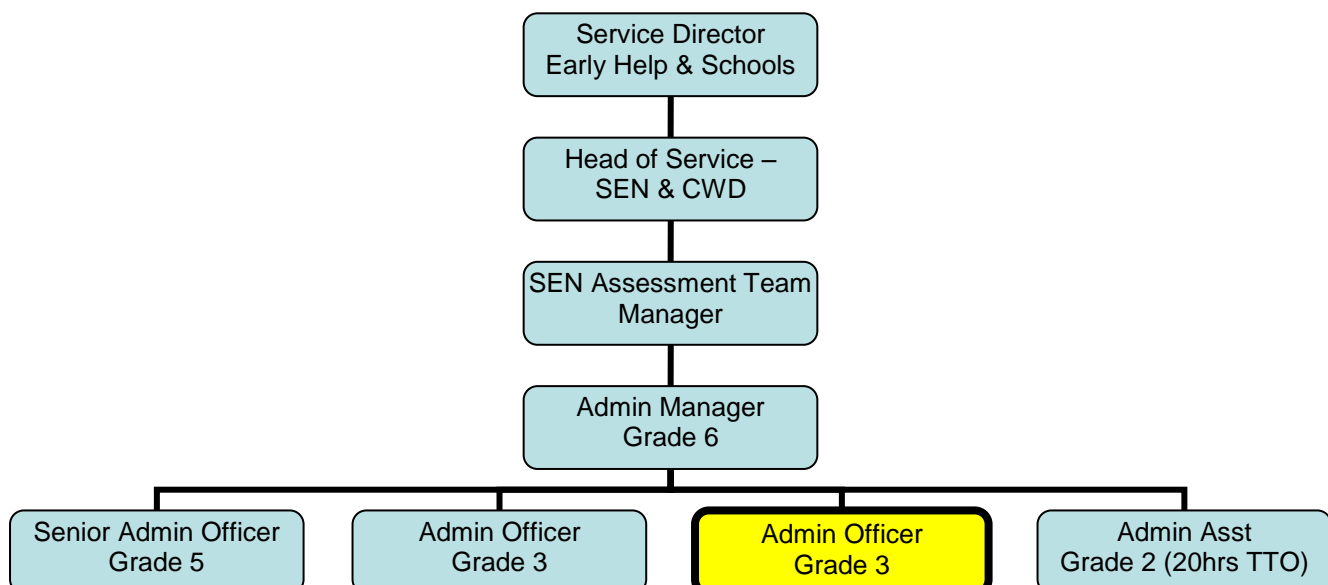 Service Director
Early Help & Schools
Head of Service –
SEN & CWD
SEN Assessment Team
Manager
Admin Manager
Grade 6
Senior Admin Officer
Grade 5
Admin Officer
Grade 3
Admin Officer
Grade 3
Admin Asst
Grade 2 (20hrs TTO)